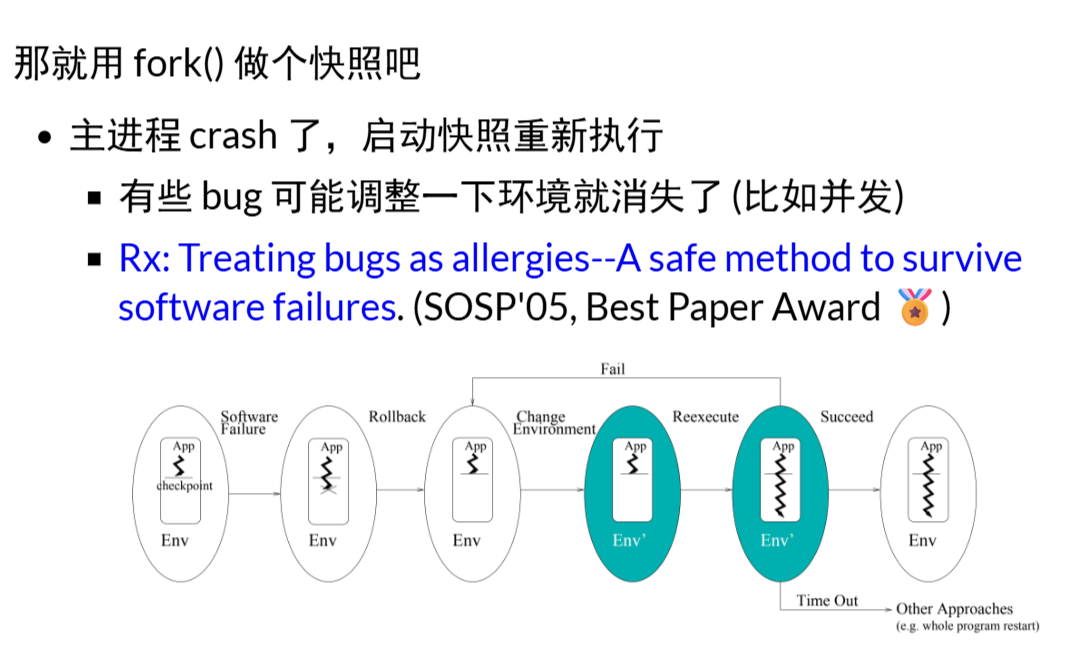 那就用 fork() 做个快照吧
• 主进程 crash 了，启动快照重新执行
▪ 有些 bug 可能调整一下环境就消失了 (比如并发)
▪ Rx: Treating bugs as allergies--A safe method to survive
software failures. (SOSP'05, Best Paper Award 🏅)
Fail
Software
Failure
Rollback
Change
Environment
Reexecute
Succeed
App
App
App
App
App
App
checkpoint
Env
Env
Env
Env'
Env'
Env
Time Out
Other Approaches
(e.g. whole program restart)